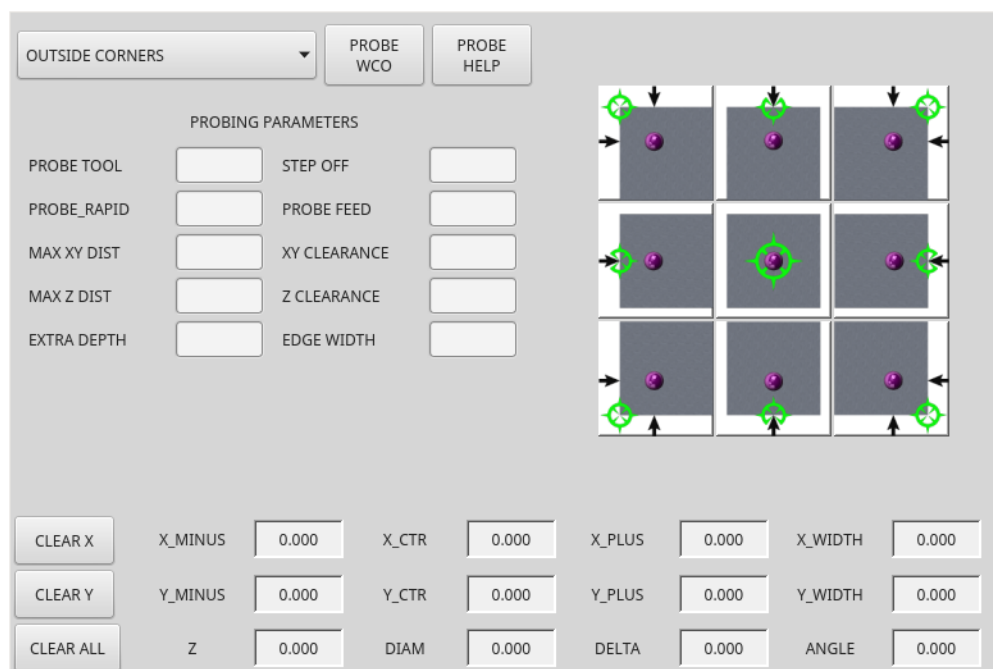 OUTSIDE CORNERS
PROBE
WCO
PROBE
HELP
PROBING PARAMETERS
PROBE TOOL STEP OFF
PROBE_RAPID PROBE FEED
MAX XY DIST XY CLEARANCE
MAX Z DIST Z CLEARANCE
EXTRA DEPTH EDGE WIDTH
CLEAR X X_MINUS 0.000 X_CTR 0.000 X_PLUS 0.000 X_WIDTH 0.000
CLEAR Y Y_MINUS 0.000 Y_CTR 0.000 Y_PLUS 0.000 Y_WIDTH 0.000
CLEAR ALL Z 0.000 DIAM 0.000 DELTA 0.000 ANGLE 0.000